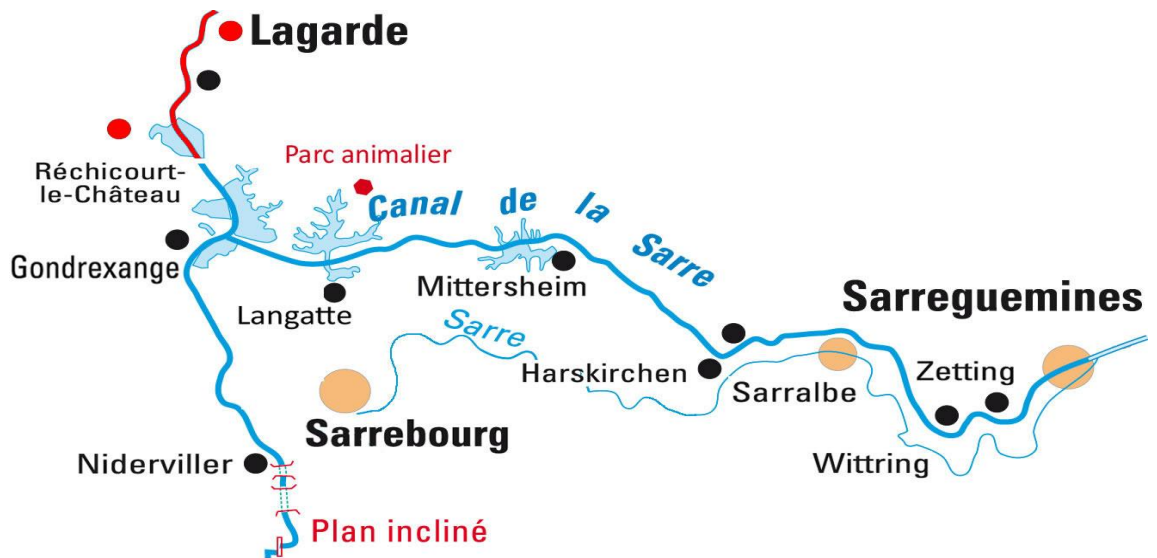 Lagarde
Réchicourt-
le-Château
Parc animalier
Canal de la Sarre
Gondrexange
Langatte
Mittersheim
Sarreguemines
Sarre
Harskirchen
Sarralbe
Zetting
Sarrebourg
Niderviller
Wittring
Plan incliné